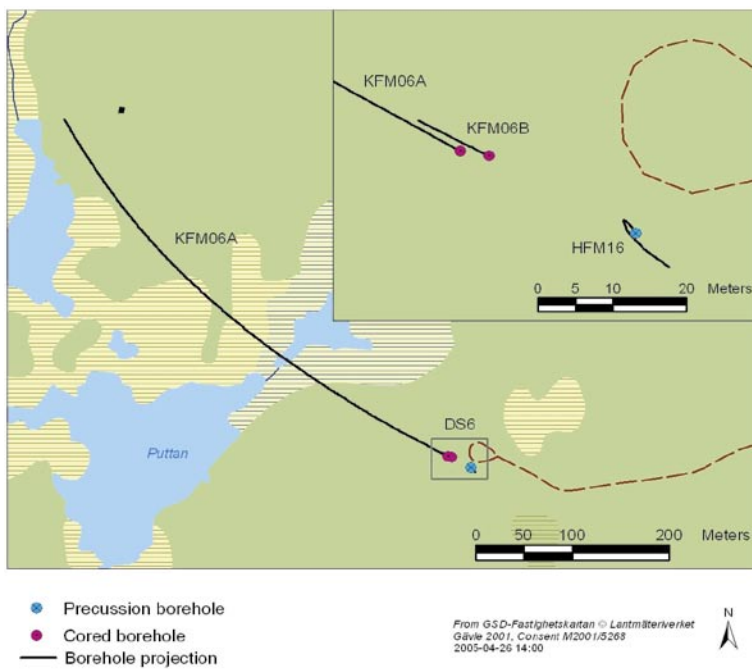 KFM06A
KFM06B
HFM16
0 5 10 20 Meters
KFM06A
Puttan
DS6
0 50 100 200 Meters
Precussion borehole
Cored borehole
Borehole projection
From GSD-Fastighetskartan © Lantmäteriverket
Gävle 2001, Consent M2001/5268
2005-04-26 14:00
N